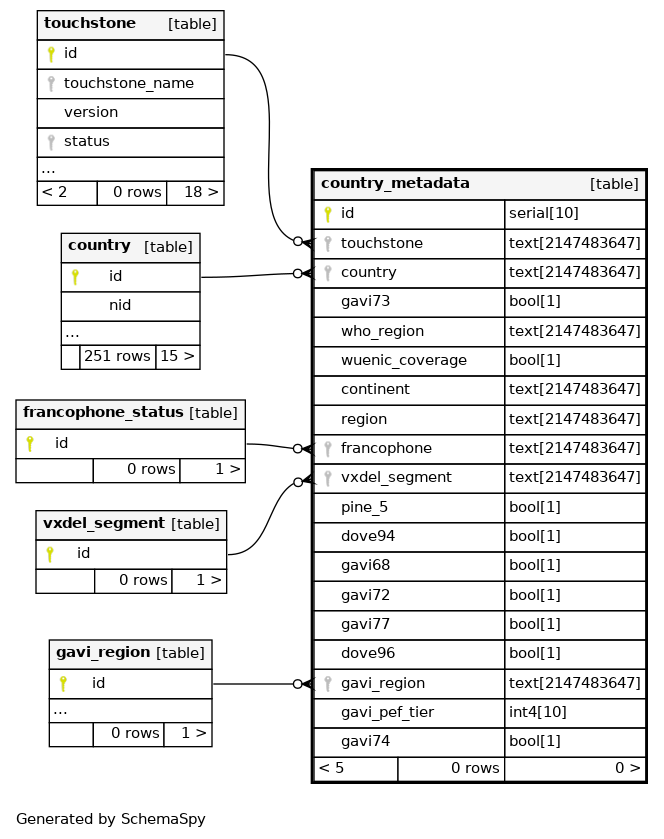 touchstone [table]
id
touchstone_name
version
status
...
< 2 0 rows 18 >
country [table]
id
nid
...
251 rows 15 >
francophone_status [table]
id
0 rows 1 >
vxdel_segment [table]
id
0 rows 1 >
gavi_region [table]
id
...
0 rows 1 >
country_metadata [table]
id serial[10]
touchstone text[2147483647]
country text[2147483647]
gavi73 bool[1]
who_region text[2147483647]
wuenic_coverage bool[1]
continent text[2147483647]
region text[2147483647]
francophone text[2147483647]
vxdel_segment text[2147483647]
pine_5 bool[1]
dove94 bool[1]
gavi68 bool[1]
gavi72 bool[1]
gavi77 bool[1]
dove96 bool[1]
gavi_region text[2147483647]
gavi_pef_tier int4[10]
gavi74 bool[1]
< 5 0 rows 0 >
Generated by SchemaSpy